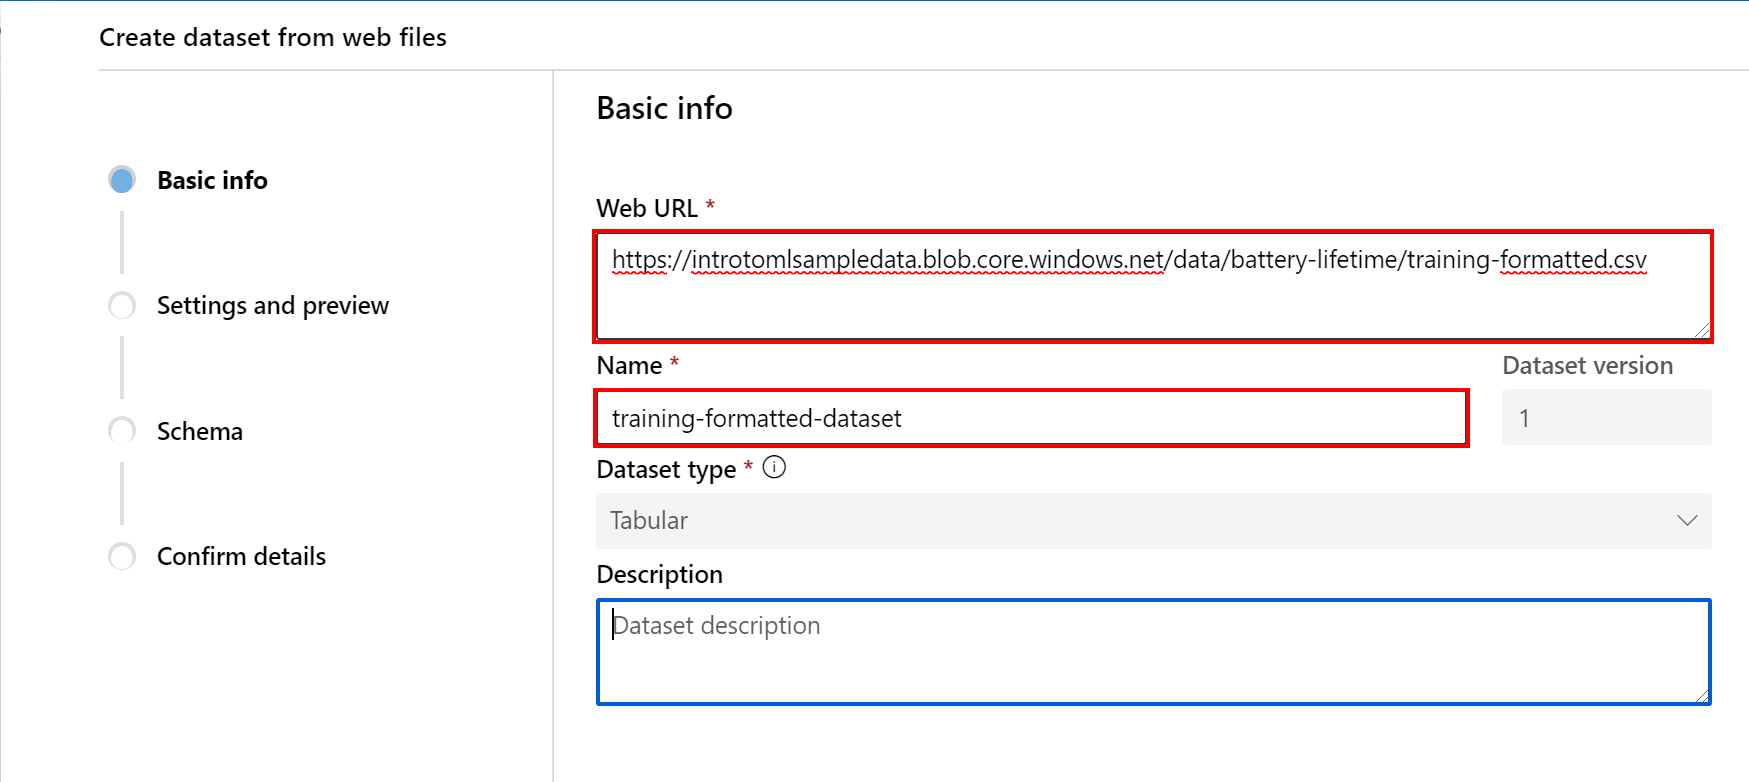 Create dataset from web files
Basic info
Settings and preview
Schema
Confirm details
Basic info
Web URL *
https://introtomlsampledata.blob.core.windows.net/data/battery-lifetime/training-formatted.csv
Name *
Dataset version
training-formatted-dataset
1
Dataset type *
Tabular
Description
Dataset description